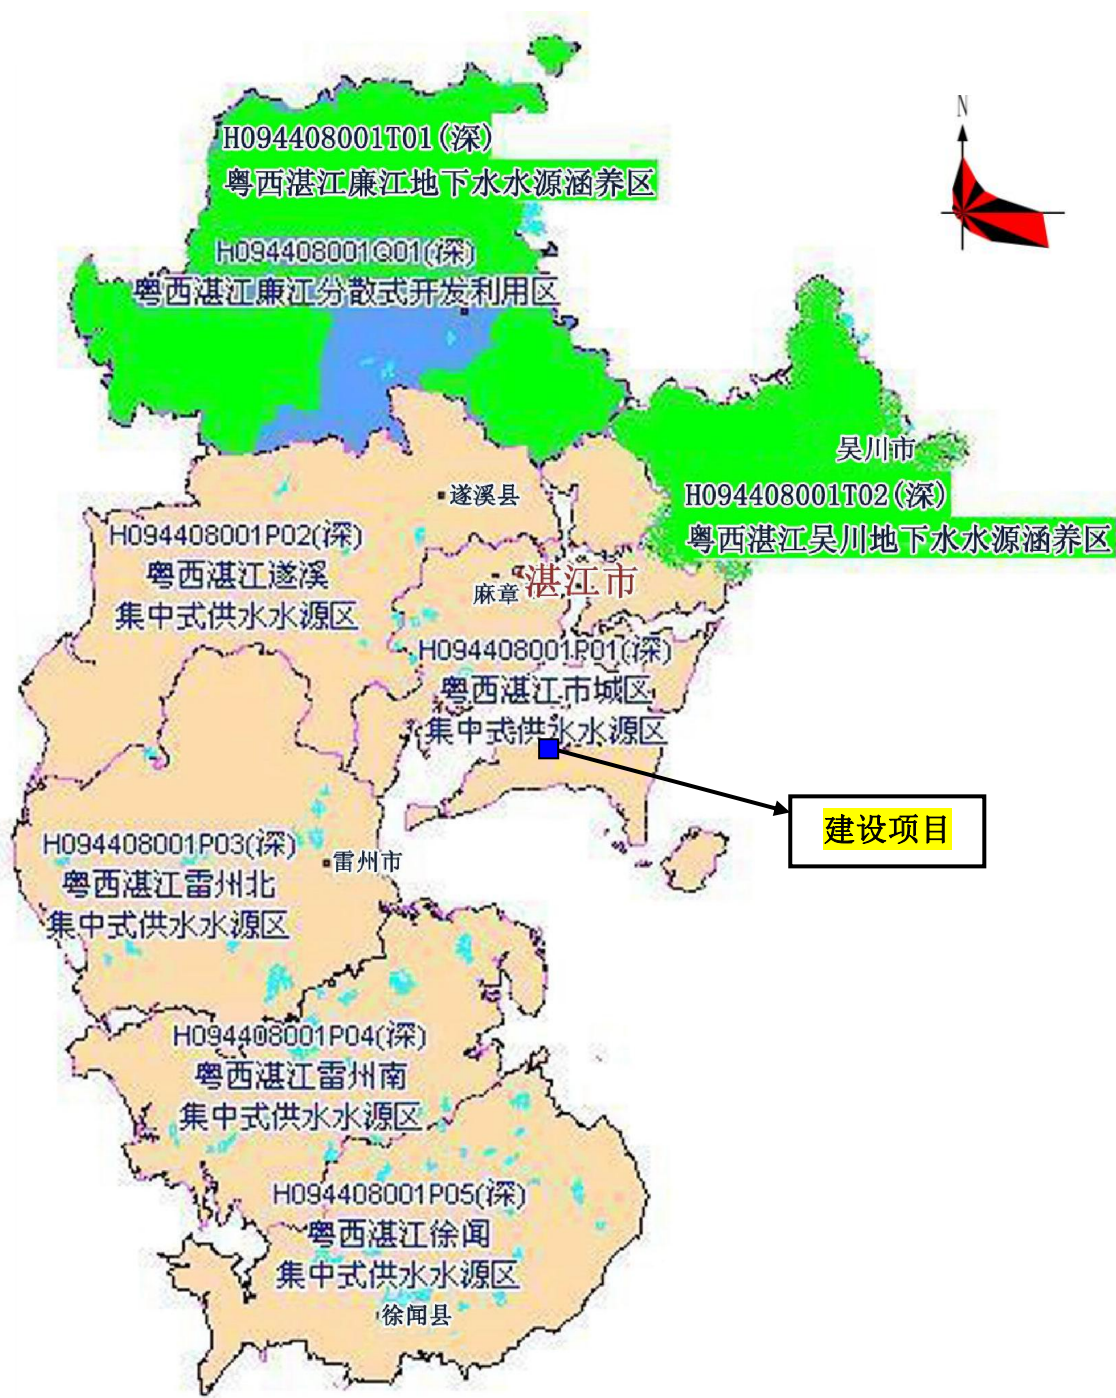 N
H094408001T01(深)
粤西湛江廉江地下水水源涵养区
H094408001Q01(深)
粤西湛江廉江分散式开发利用区
吴川市
H094408001T02(深)
粤西湛江吴川地下水水源涵养区
遂溪县
H094408001P02(深)
粤西湛江遂溪
集中式供水水源区
麻章
湛江市
H094408001P01(深)
粤西湛江市城区
集中式供水水源区
建设项目
H094408001P03(深)
粤西湛江雷州北
集中式供水水源区
雷州市
H094408001P04(深)
粤西湛江雷州南
集中式供水水源区
H094408001P05(深)
粤西湛江徐闻
集中式供水水源区
徐闻县